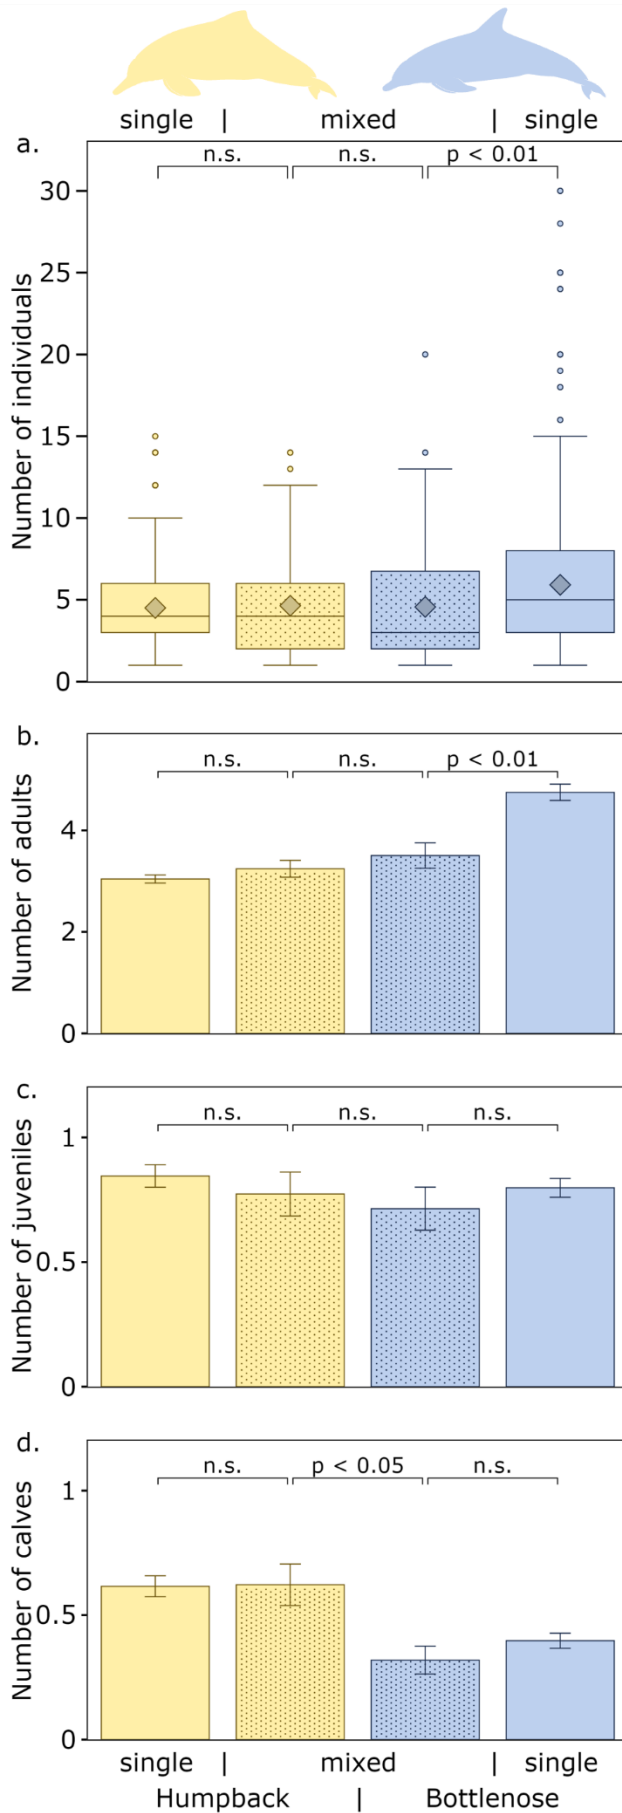 single | mixed | single
a.
n.s. n.s. p < 0.01
Number of individuals
30
25
20
15
10
5
0
b.
n.s. n.s. p < 0.01
Number of adults
4
2
0
c.
n.s. n.s. n.s.
Number of juveniles
1
0.5
0
d.
n.s. p < 0.05 n.s.
Number of calves
1
0.5
0
single | mixed | single
Humpback | Bottlenose